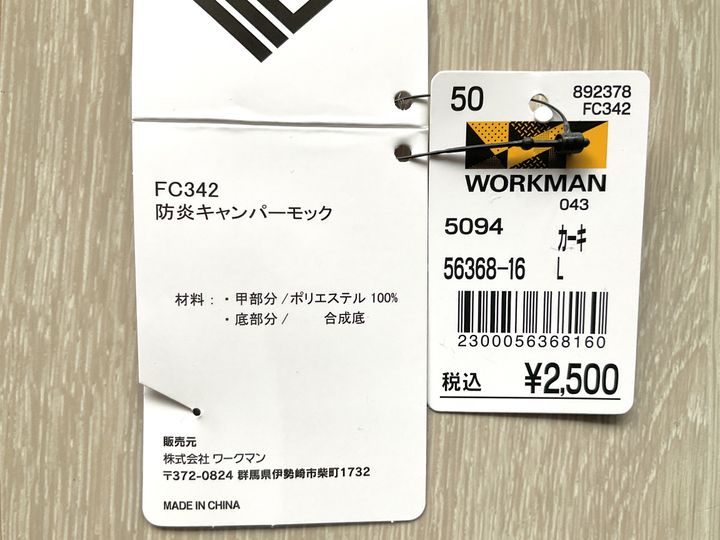 FC342
防炎キャンパーモック
材料：・甲部分/ポリエステル 100%
・底部分/ 合成底
販売元
株式会社 ワークマン
〒372-0824 群馬県伊勢崎市柴町1732
MADE IN CHINA
50 892378
FC342
WORKMAN
043
5094 カーキ
56368-16 L
2300056368160
税込 ¥2,500